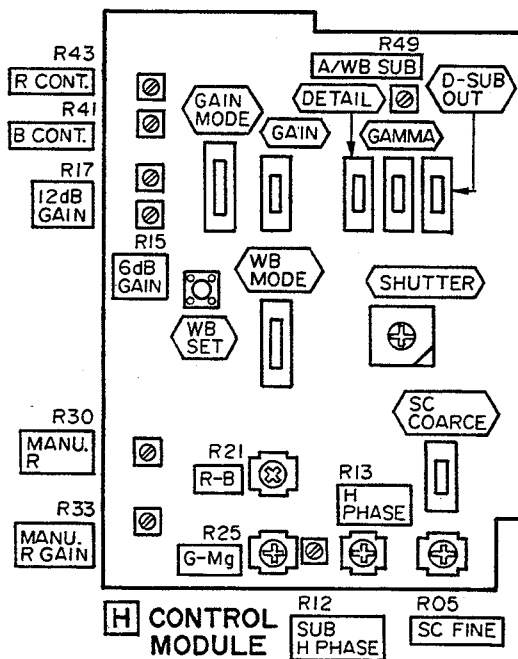 R43
R CONT.
R41
B CONT.
R17
12dB
GAIN
R15
6dB
GAIN
GAIN
MODE
GAIN
R49
A/WB SUB
DETAIL
GAMMA
D-SUB
OUT
WB
MODE
WB
SET
SHUTTER
SC
COARCE
R30
MANU.
R
R33
MANU.
R GAIN
R21
R-B
R25
G-Mg
R13
H
PHASE
H CONTROL
MODULE
R12
SUB
H PHASE
R05
SC FINE